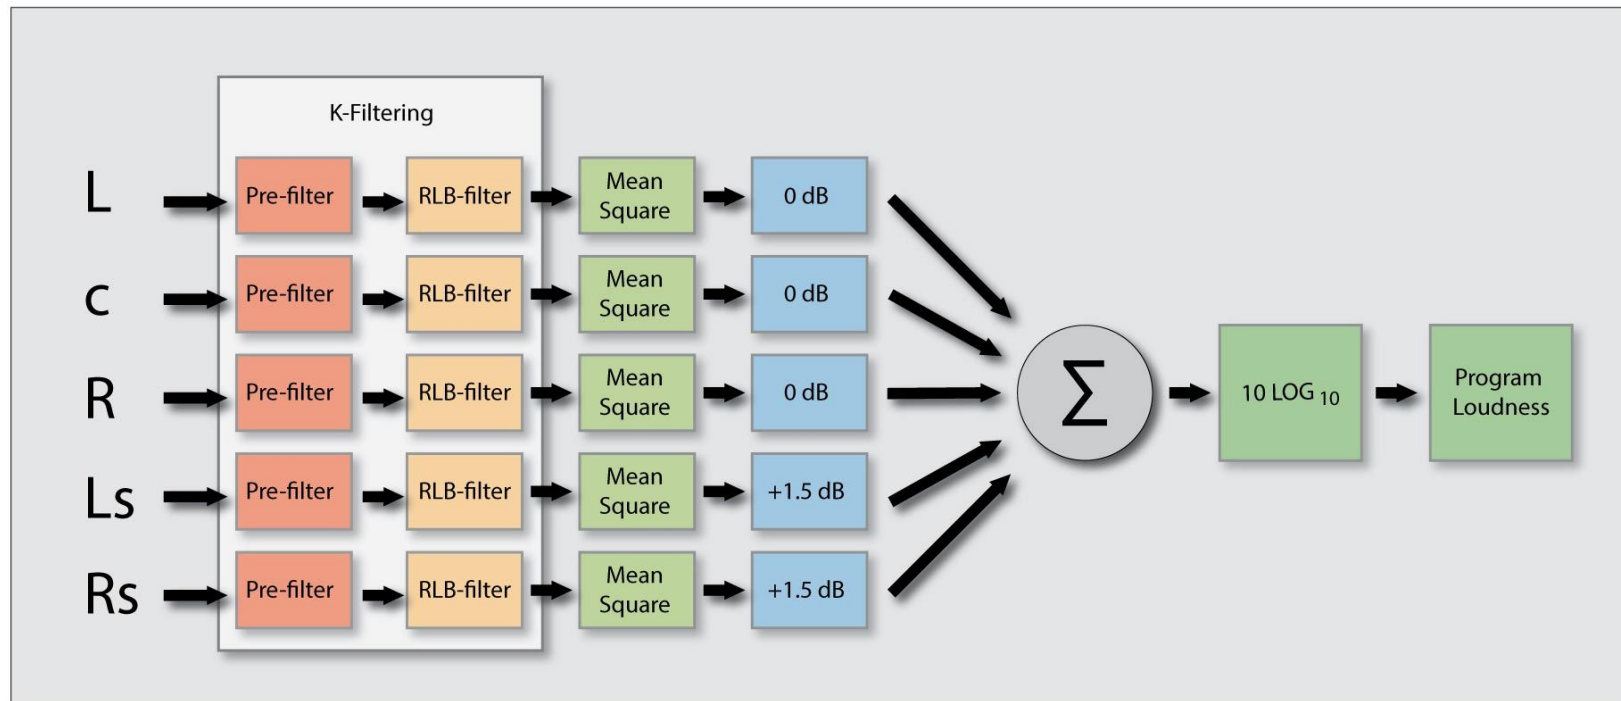 K-Filtering
L
Pre-filter
RLB-filter
Mean
Square
0 dB
c
Pre-filter
RLB-filter
Mean
Square
0 dB
R
Pre-filter
RLB-filter
Mean
Square
0 dB
Σ
10 LOG 10
Program
Loudness
Ls
Pre-filter
RLB-filter
Mean
Square
+1.5 dB
Rs
Pre-filter
RLB-filter
Mean
Square
+1.5 dB